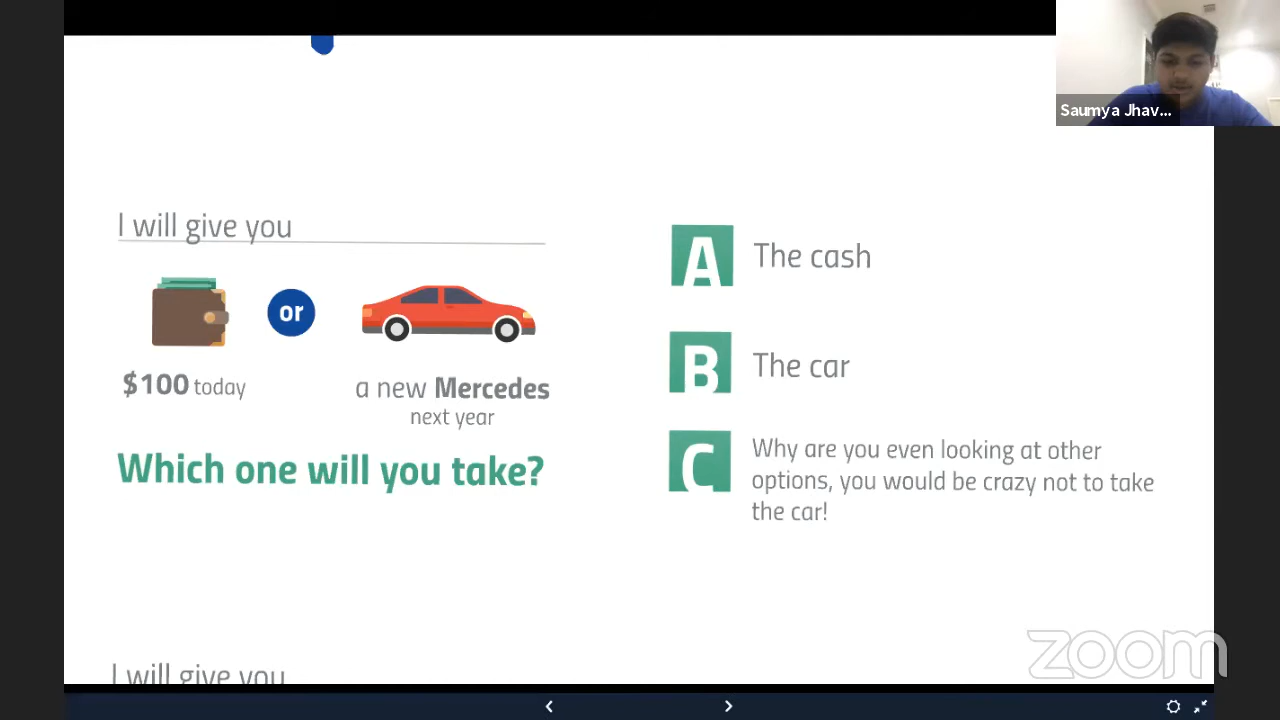 Saumya Jhav...
I will give you
or
$100 today
a new Mercedes
next year
Which one will you take?
A The cash
B The car
C Why are you even looking at other
options, you would be crazy not to take
the car!
I will give you
zoom